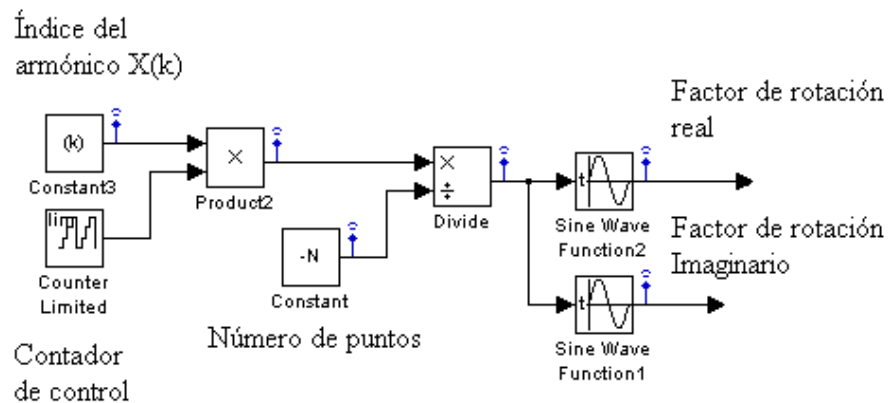 Índice del
armónico X(k)
(k)
Constant3
×
Product2
lim
Counter
Limited
Contador
de control
-N
Constant
Número de puntos
×
÷
Divide
t
Sine Wave
Function2
Factor de rotación
real
t
Sine Wave
Function1
Factor de rotación
Imaginario